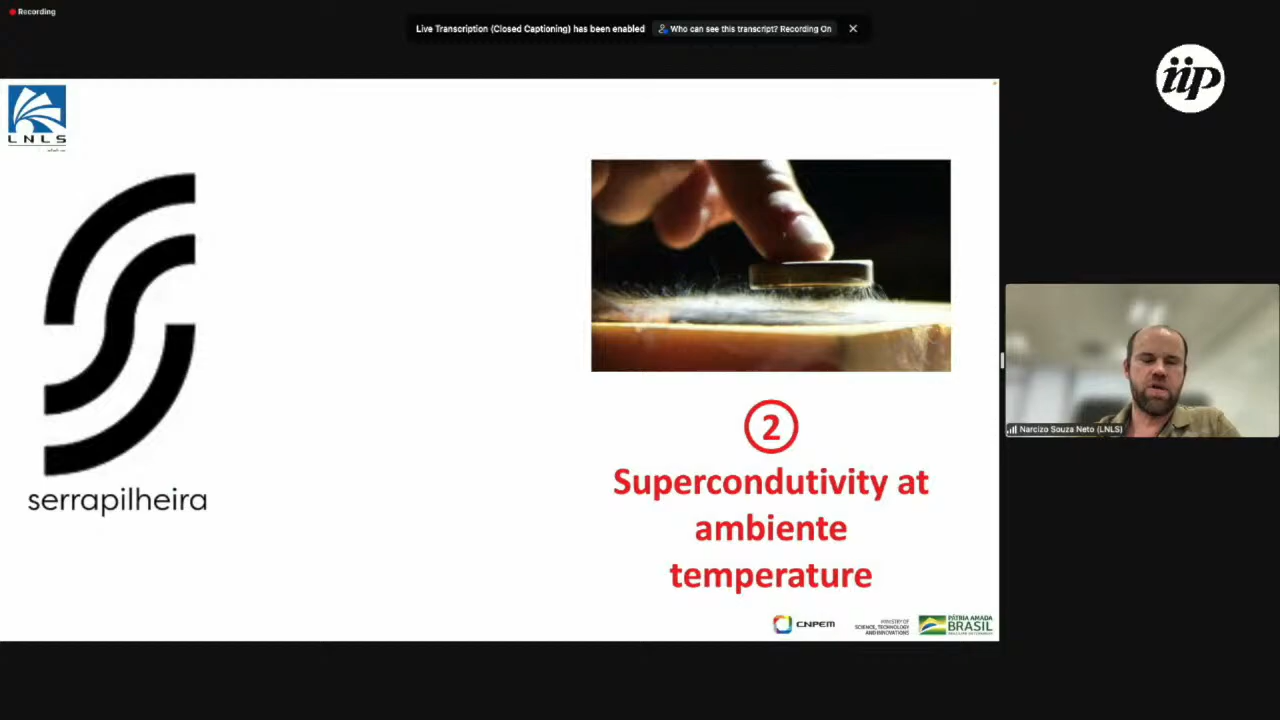 Recording
Live Transcription (Closed Captioning) has been enabled
Who can see this transcript? Recording On
iip
LNLS
serrapilheira
2
Supercondutivity at
ambiente
temperature
Narcizo Souza Neto (LNLS)
CNPEM
MINISTRY OF
SCIENCE, TECHNOLOGY
AND INNOVATIONS
PÁTRIA AMADA
BRASIL